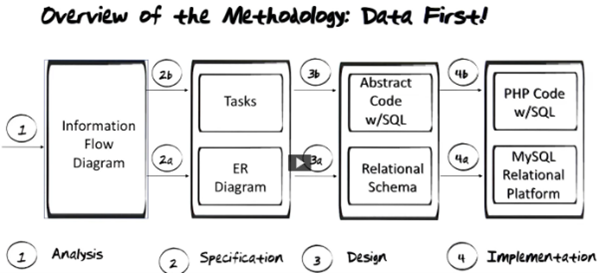 Overview of the Methodology: Data First!
1
Information
Flow
Diagram
2b
2a
Tasks
ER
Diagram
3b
3a
Abstract
Code
w/SQL
Relational
Schema
4b
4a
PHP Code
w/SQL
MySQL
Relational
Platform
1 Analysis
2 Specification
3 Design
4 Implementation